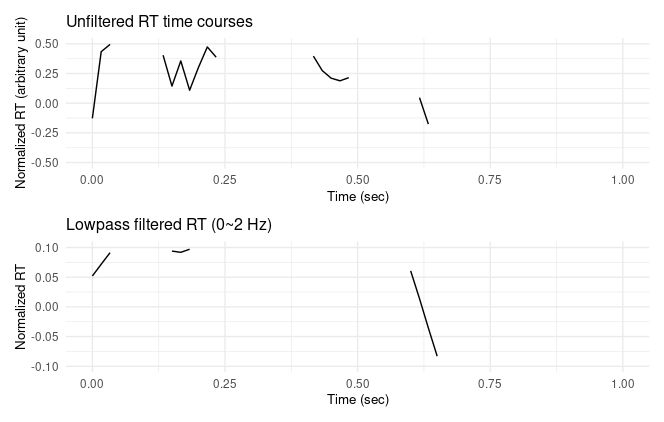 Unfiltered RT time courses
Normalized RT (arbitrary unit)
0.50
0.25
0.00
-0.25
-0.50
0.00 0.25 0.50 0.75 1.00
Time (sec)
Lowpass filtered RT (0~2 Hz)
Normalized RT
0.10
0.05
0.00
-0.05
-0.10
0.00 0.25 0.50 0.75 1.00
Time (sec)